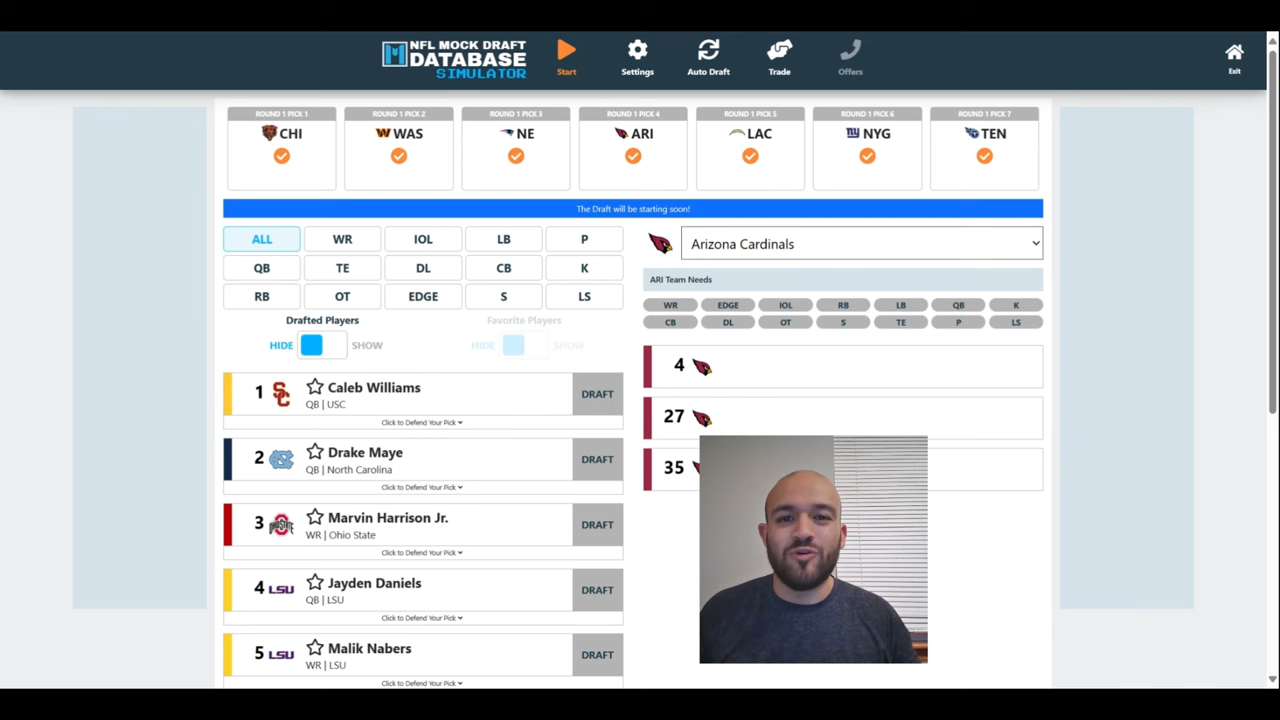 NFL MOCK DRAFT
DATABASE
SIMULATOR
Start
Settings
Auto Draft
Trade
Offers
Exit
ROUND 1 PICK 1
CHI
ROUND 1 PICK 2
WAS
ROUND 1 PICK 3
NE
ROUND 1 PICK 4
ARI
ROUND 1 PICK 5
LAC
ROUND 1 PICK 6
NYG
ROUND 1 PICK 7
TEN
The Draft will be starting soon!
ALL WR IOL LB P
QB TE DL CB K
RB OT EDGE S LS
Drafted Players
HIDE SHOW
Favorite Players
HIDE SHOW
1 Caleb Williams
QB | USC
DRAFT
Click to Defend Your Pick
2 Drake Maye
QB | North Carolina
DRAFT
Click to Defend Your Pick
3 OHIO STATE Marvin Harrison Jr.
WR | Ohio State
DRAFT
Click to Defend Your Pick
4 LSU Jayden Daniels
QB | LSU
DRAFT
Click to Defend Your Pick
5 LSU Malik Nabers
WR | LSU
DRAFT
Click to Defend Your Pick
Arizona Cardinals
ARI Team Needs
WR EDGE IOL RB LB QB K
CB DL OT S TE P LS
4
27
35